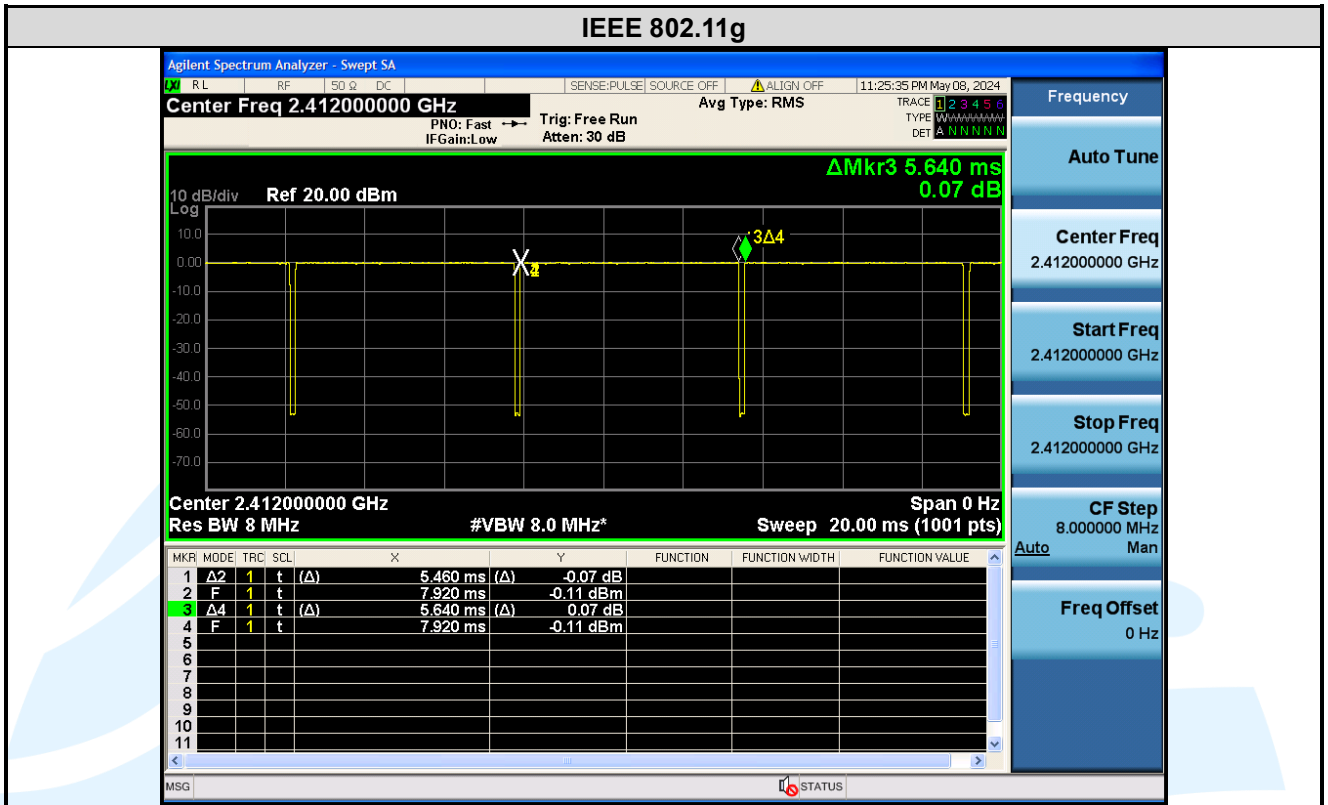 IEEE 802.11g
Agilent Spectrum Analyzer - Swept SA
LXI RL RF 50 Ω DC SENSE:PULSE SOURCE OFF ALIGN OFF 11:25:35 PM May 08, 2024
Center Freq 2.412000000 GHz
PNO: Fast
IFGain:Low
Trig: Free Run
Atten: 30 dB
Avg Type: RMS
TRACE 1 2 3 4 5 6
TYPE W
DET A N N N N N
ΔMkr3 5.640 ms
0.07 dB
10 dB/div Ref 20.00 dBm
Log
10.0
0.00
-10.0
-20.0
-30.0
-40.0
-50.0
-60.0
-70.0
3Δ4
Center 2.412000000 GHz Span 0 Hz
Res BW 8 MHz #VBW 8.0 MHz* Sweep 20.00 ms (1001 pts)
MKR MODE TRC SCL X Y FUNCTION FUNCTION WIDTH FUNCTION VALUE
1 Δ2 1 t (Δ) 5.460 ms (Δ) -0.07 dB
2 F 1 t 7.920 ms -0.11 dBm
3 Δ4 1 t (Δ) 5.640 ms (Δ) 0.07 dB
4 F 1 t 7.920 ms -0.11 dBm
5
6
7
8
9
10
11
MSG STATUS
Frequency
Auto Tune
Center Freq
2.412000000 GHz
Start Freq
2.412000000 GHz
Stop Freq
2.412000000 GHz
CF Step
8.000000 MHz
Auto Man
Freq Offset
0 Hz